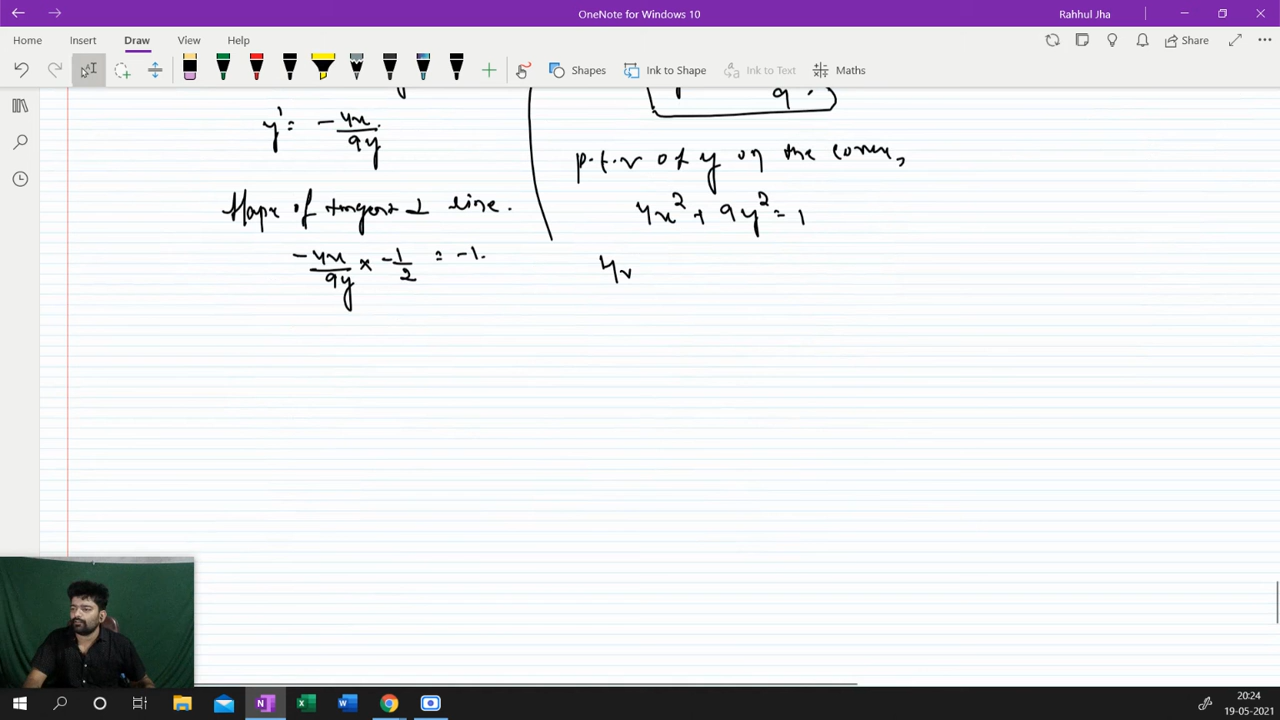 OneNote for Windows 10
Rahhul Jha
Home Insert Draw View Help
Share
Shapes Ink to Shape Ink to Text Maths
y' = -4x/9y
slope of tangent ⊥ line.
-4x/9y × -1/2 = -1.
9
p.t.v of y on the
4x² + 9y² = 1
4x
20:24
19-05-2021